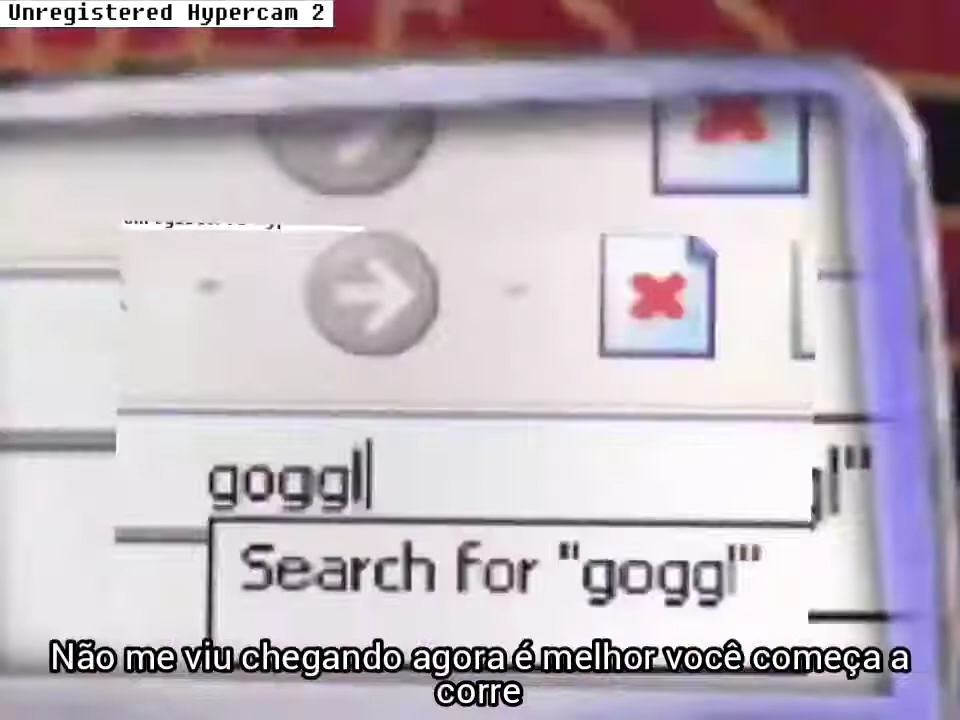 Unregistered Hypercam 2
goggl
Search for "goggl"
Não me viu chegando agora é melhor você começa a
corre